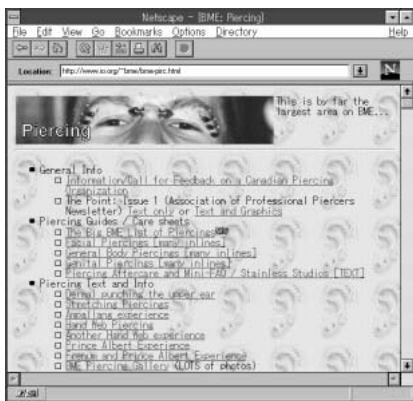 Netscape - [BME: Piercing]
File Edit View Go Bookmarks Options Directory Help
Location: http://www.io.org/~bme/bme-pirc.html
N
Piercing
This is by far the
largest area on BME...
General Info
Information/Call for Feedback on a Canadian Piercing
Organization
The Point: Issue 1 (Association of Professional Piercers
Newsletter) Text only or Text and Graphics
Piercing Guides / Care sheets
The Big BME List of Piercings
Facial Piercings [many inlines]
General Body Piercings [many inlines]
Genital Piercings [many inlines]
Piercing Aftercare and Mini-FAQ / Stainless Studios [TEXT]
Piercing Text and Info
Dermal punching the upper ear
Stretching Piercings
Ampallang experience
Hand Web Piercing
Another Hand Web experience
Prince Albert Experience
Frenum and Prince Albert Experience
BME Piercing Gallery (LOTS of photos)